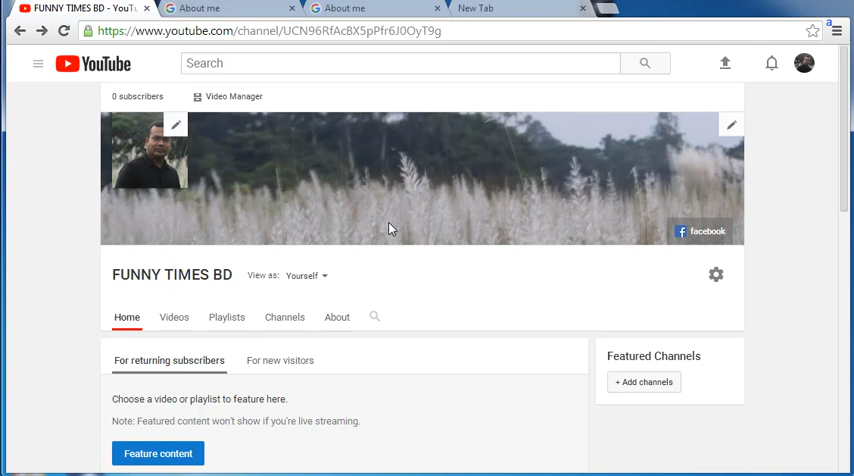 FUNNY TIMES BD - YouTu
About me
About me
New Tab
https://www.youtube.com/channel/UCN96RfAcBX5pPfr6J0OyT9g
a
YouTube
Search
0 subscribers
Video Manager
facebook
FUNNY TIMES BD
View as: Yourself
Home
Videos
Playlists
Channels
About
For returning subscribers
For new visitors
Featured Channels
+ Add channels
Choose a video or playlist to feature here.
Note: Featured content won't show if you're live streaming.
Feature content